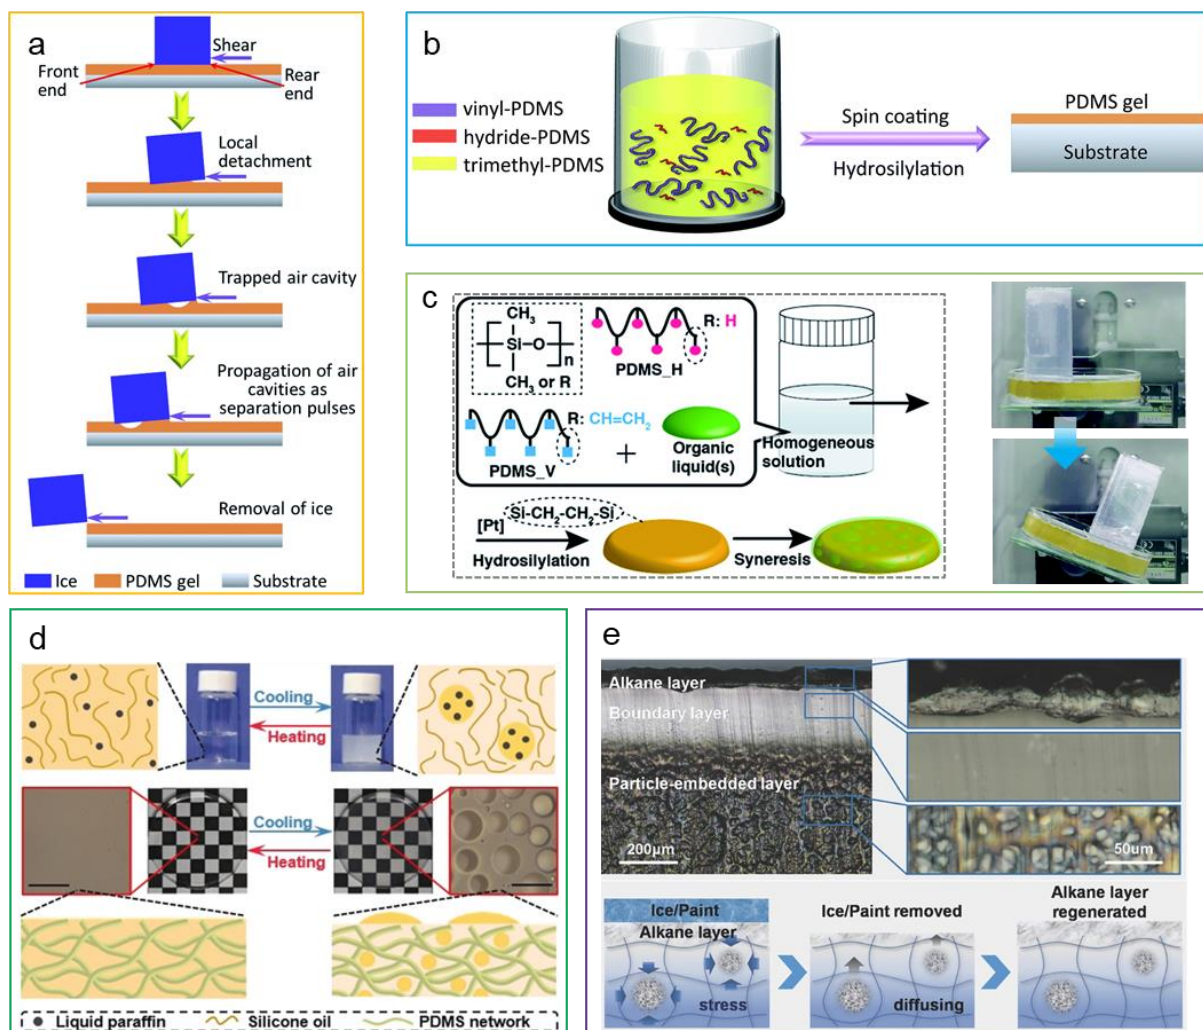 a
Shear
Front
end
Rear
end
Local
detachment
Trapped air cavity
Propagation of air
cavities as
separation pulses
Removal of ice
Ice
PDMS gel
Substrate
b
vinyl-PDMS
hydride-PDMS
trimethyl-PDMS
Spin coating
Hydrosilylation
PDMS gel
Substrate
c
CH3
Si
O
n
CH3 or R
R: H
PDMS_H
R: CH=CH2
PDMS_V
+
Organic
liquid(s)
Homogeneous
solution
Si-CH2-CH2-Si
[Pt]
Hydrosilylation
Syneresis
d
Cooling
Heating
Cooling
Heating
Liquid paraffin
Silicone oil
PDMS network
e
Alkane layer
Boundary layer
Particle-embedded layer
200μm
50um
Ice/Paint
Alkane layer
stress
Ice/Paint removed
diffusing
Alkane layer
regenerated